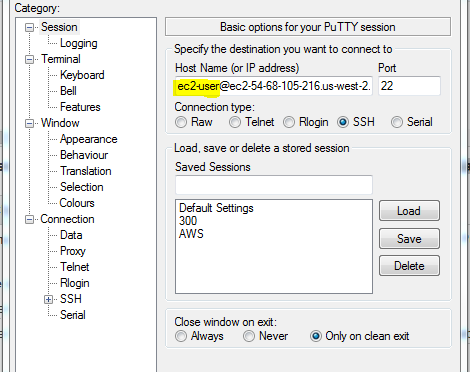 Category:
Session
Logging
Terminal
Keyboard
Bell
Features
Window
Appearance
Behaviour
Translation
Selection
Colours
Connection
Data
Proxy
Telnet
Rlogin
SSH
Serial
Basic options for your PuTTY session
Specify the destination you want to connect to
Host Name (or IP address) Port
ec2-user@ec2-54-68-105-216.us-west-2. 22
Connection type:
Raw Telnet Rlogin SSH Serial
Load, save or delete a stored session
Saved Sessions
Default Settings
300
AWS
Load
Save
Delete
Close window on exit:
Always Never Only on clean exit